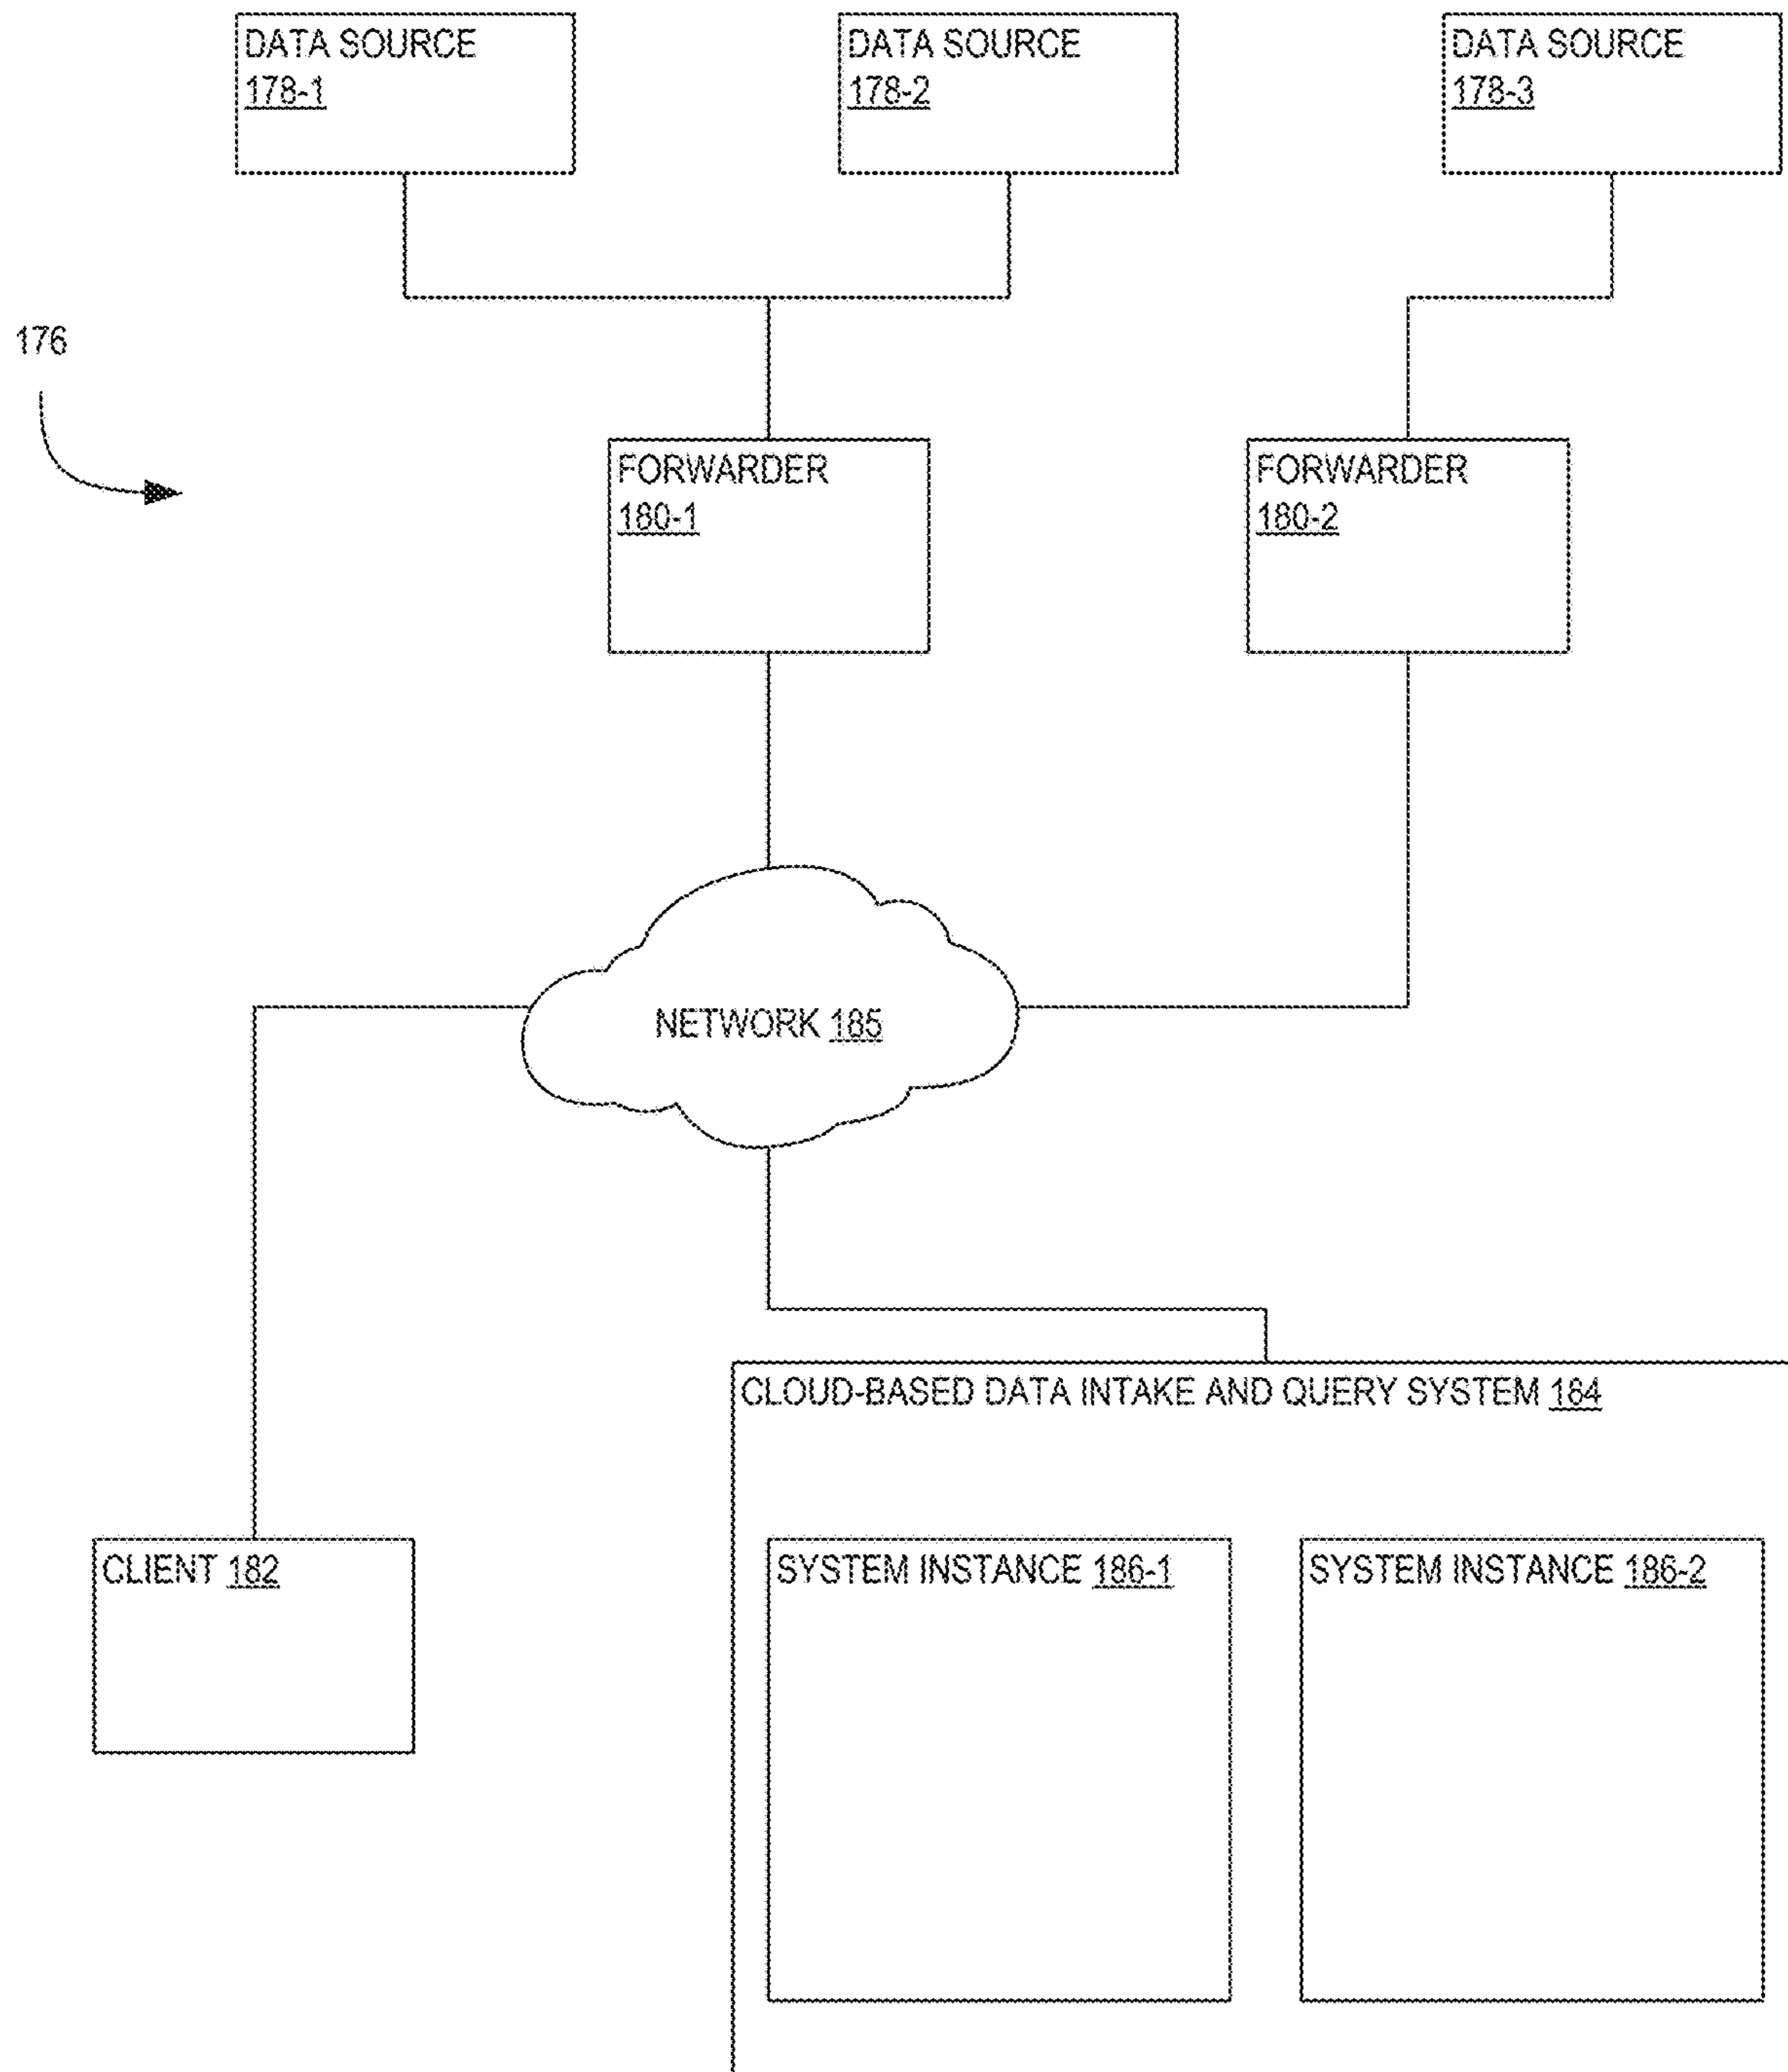 DATA SOURCE
178-1
DATA SOURCE
178-2
DATA SOURCE
178-3
176
FORWARDER
180-1
FORWARDER
180-2
NETWORK 185
CLOUD-BASED DATA INTAKE AND QUERY SYSTEM 184
CLIENT 182
SYSTEM INSTANCE 186-1
SYSTEM INSTANCE 186-2